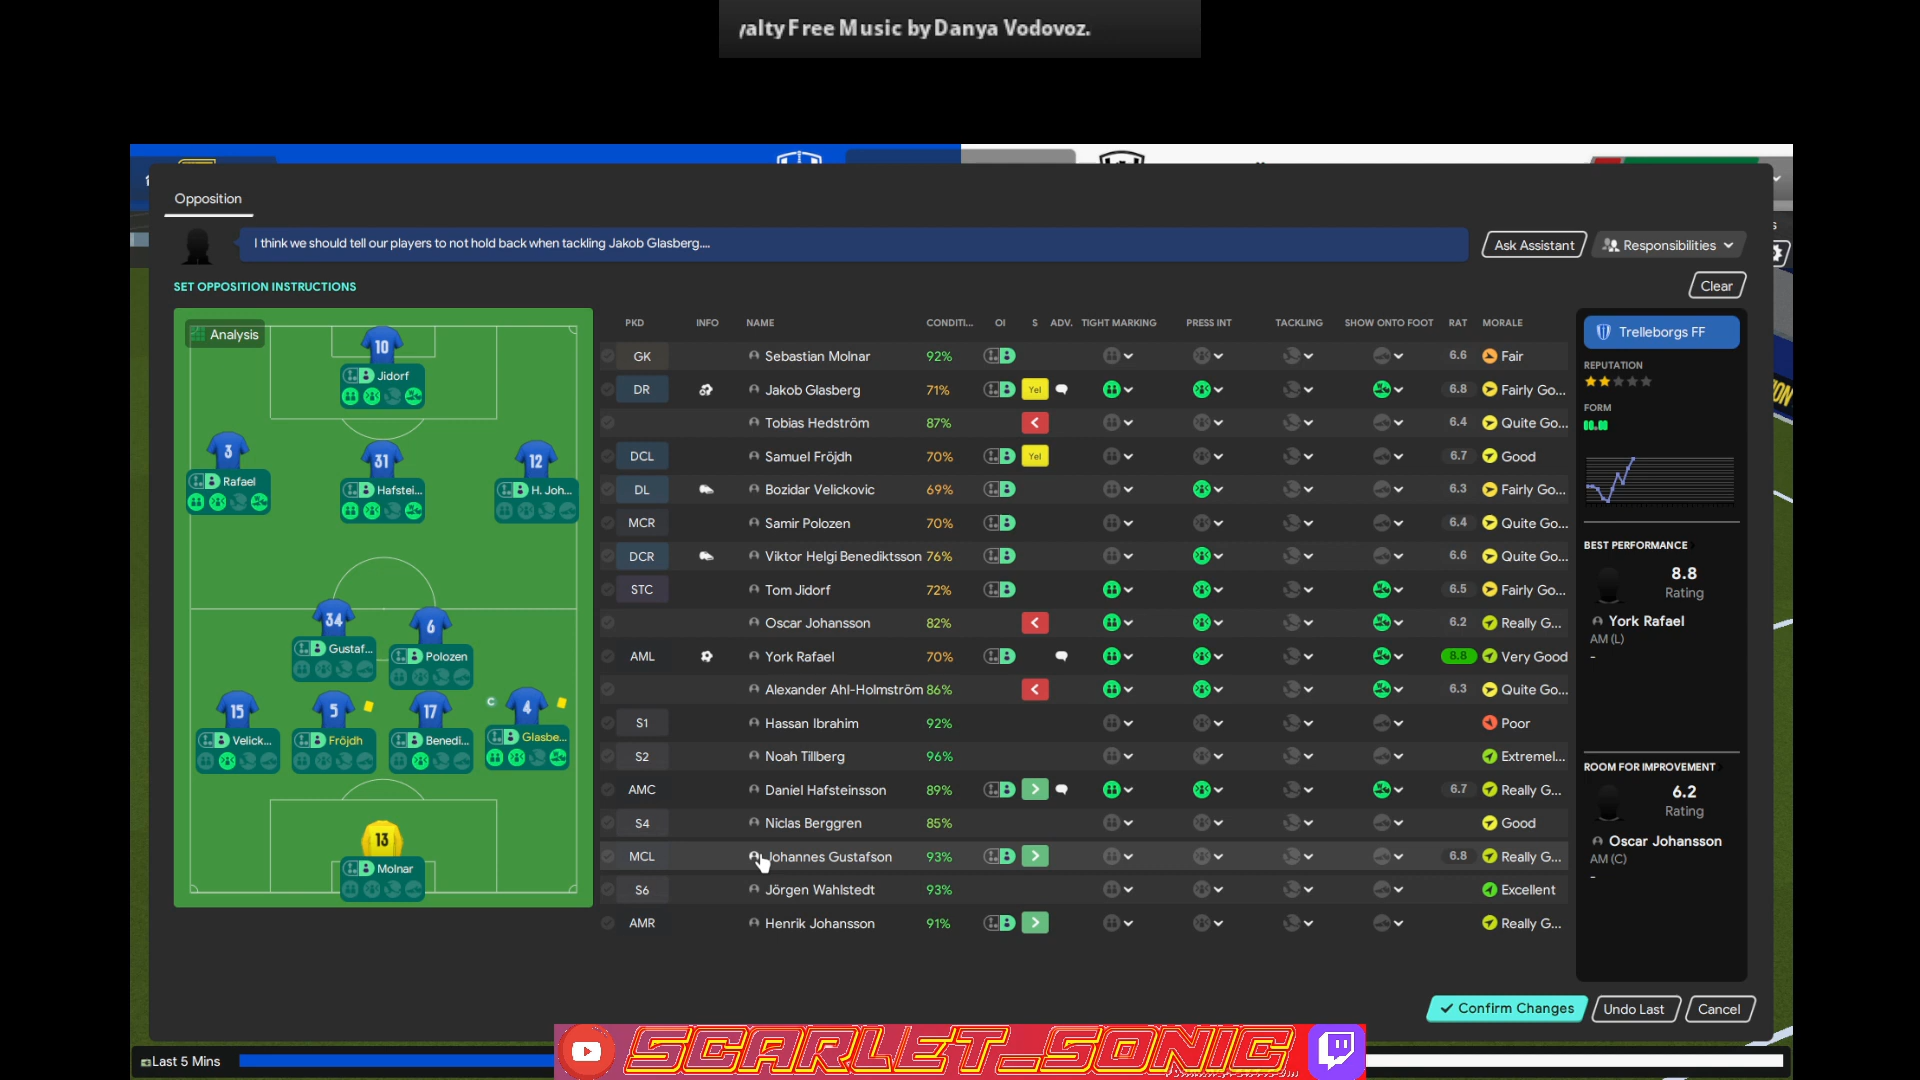 yalty Free Music by Danya Vodovoz.
Opposition
I think we should tell our players to not hold back when tackling Jakob Glasberg....
Ask Assistant
Responsibilities
SET OPPOSITION INSTRUCTIONS
Clear
Analysis
10
Jidorf
3
Rafael
31
Hafstei...
12
H. Joh...
34
Gustaf...
6
Polozen
15
Velick...
5
Fröjdh
17
Benedi...
C
4
Glasbe...
13
Molnar
PKD INFO NAME CONDITI... OI S ADV. TIGHT MARKING PRESS INT TACKLING SHOW ONTO FOOT RAT MORALE
GK Sebastian Molnar 92% 6.6 Fair
DR Jakob Glasberg 71% Yel 6.8 Fairly Go...
Tobias Hedström 87% 6.4 Quite Go...
DCL Samuel Fröjdh 70% Yel 6.7 Good
DL Bozidar Velickovic 69% 6.3 Fairly Go...
MCR Samir Polozen 70% 6.4 Quite Go...
DCR Viktor Helgi Benediktsson 76% 6.6 Quite Go...
STC Tom Jidorf 72% 6.5 Fairly Go...
Oscar Johansson 82% 6.2 Really G...
AML York Rafael 70% 8.8 Very Good
Alexander Ahl-Holmström 86% 6.3 Quite Go...
S1 Hassan Ibrahim 92% Poor
S2 Noah Tillberg 96% Extremel...
AMC Daniel Hafsteinsson 89% 6.7 Really G...
S4 Niclas Berggren 85% Good
MCL Johannes Gustafson 93% 6.8 Really G...
S6 Jörgen Wahlstedt 93% Excellent
AMR Henrik Johansson 91% Really G...
Trelleborgs FF
REPUTATION
FORM
BEST PERFORMANCE
8.8
Rating
York Rafael
AM (L)
-
ROOM FOR IMPROVEMENT
6.2
Rating
Oscar Johansson
AM (C)
-
Confirm Changes
Undo Last
Cancel
Last 5 Mins
SCARLET_SONIC